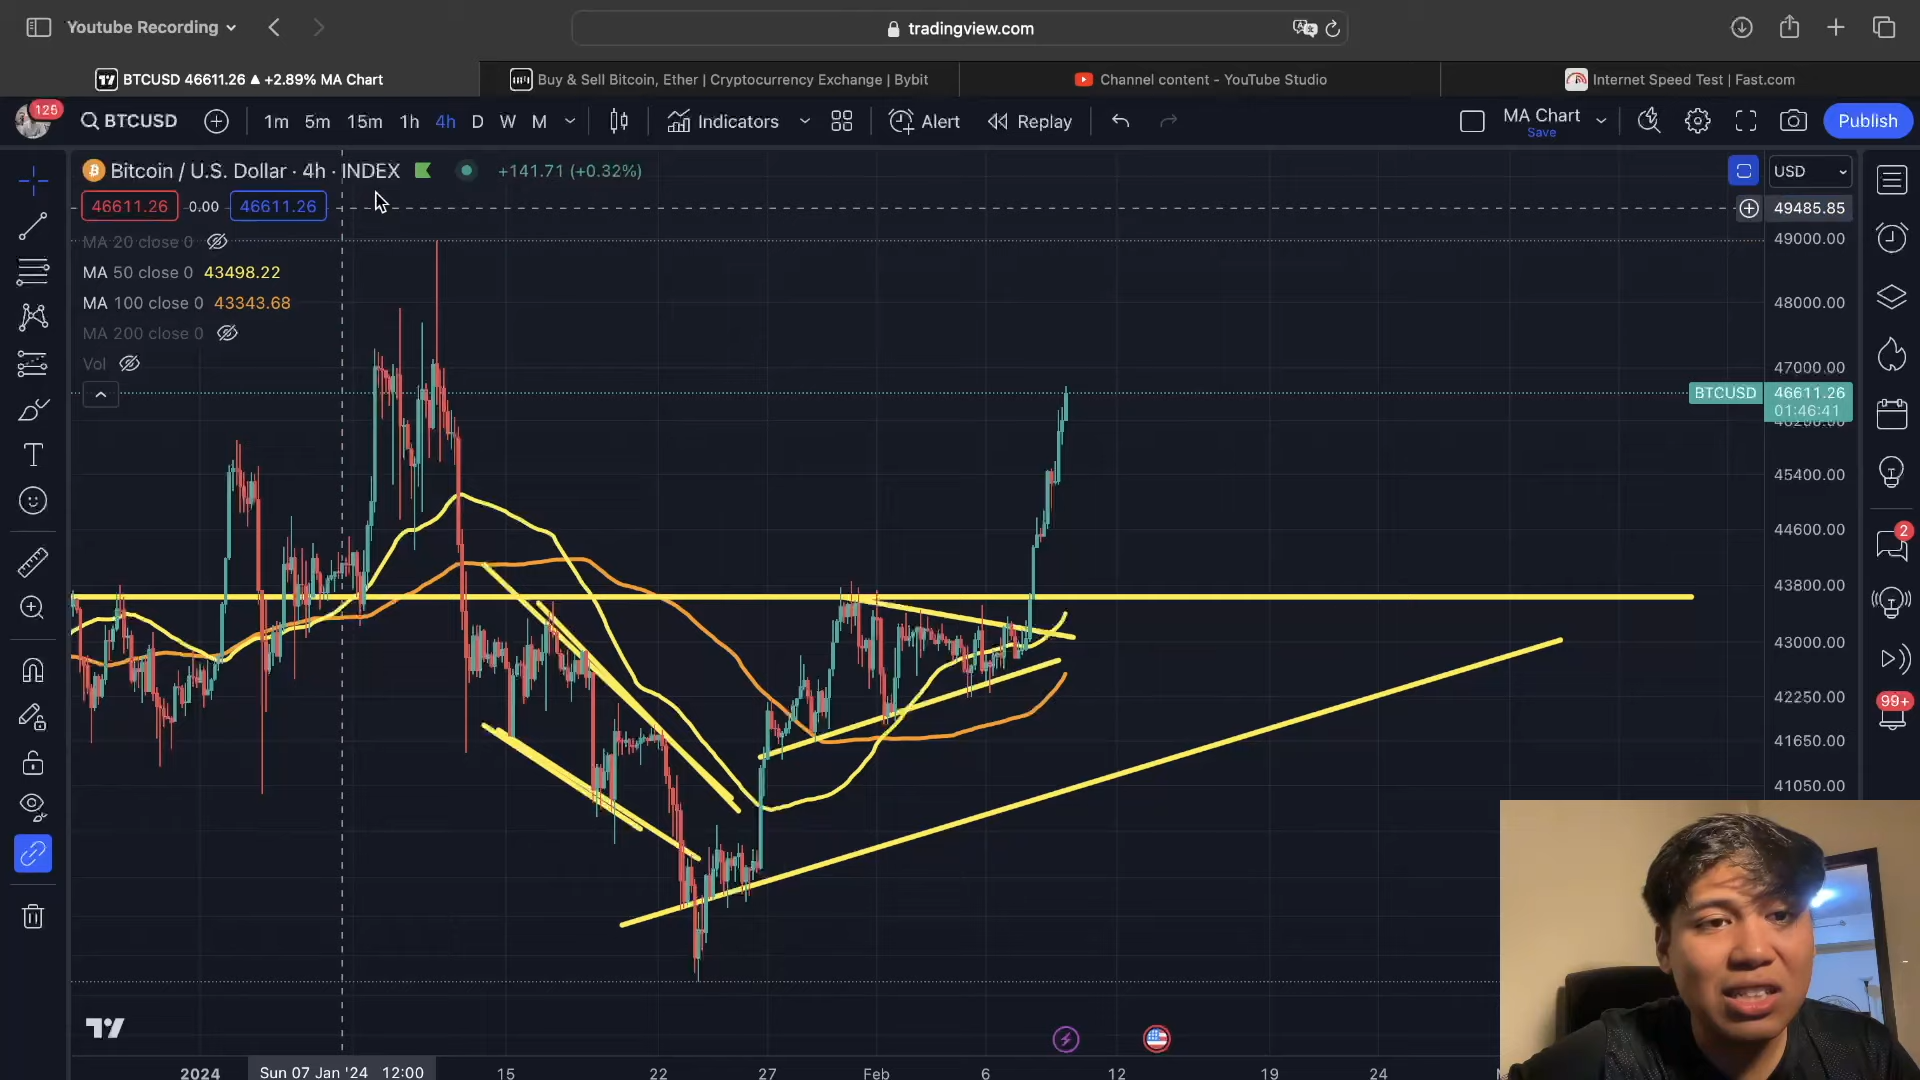 Youtube Recording
tradingview.com
BTCUSD 46611.26 ▲ +2.89% MA Chart
Buy & Sell Bitcoin, Ether | Cryptocurrency Exchange | Bybit
Channel content - YouTube Studio
Internet Speed Test | Fast.com
125
BTCUSD
1m 5m 15m 1h 4h D W M
Indicators
Alert
Replay
MA Chart
Save
Publish
Bitcoin / U.S. Dollar · 4h · INDEX
+141.71 (+0.32%)
USD
46611.26 0.00 46611.26
49485.85
MA 20 close 0
49000.00
MA 50 close 0 43498.22
MA 100 close 0 43343.68
48000.00
MA 200 close 0
Vol
47000.00
BTCUSD 46611.26
01:46:41
45400.00
44600.00
2
43800.00
43000.00
42250.00
99+
41650.00
41050.00
2024
Sun 07 Jan '24 12:00
15
22
27
Feb
6
12
19
24